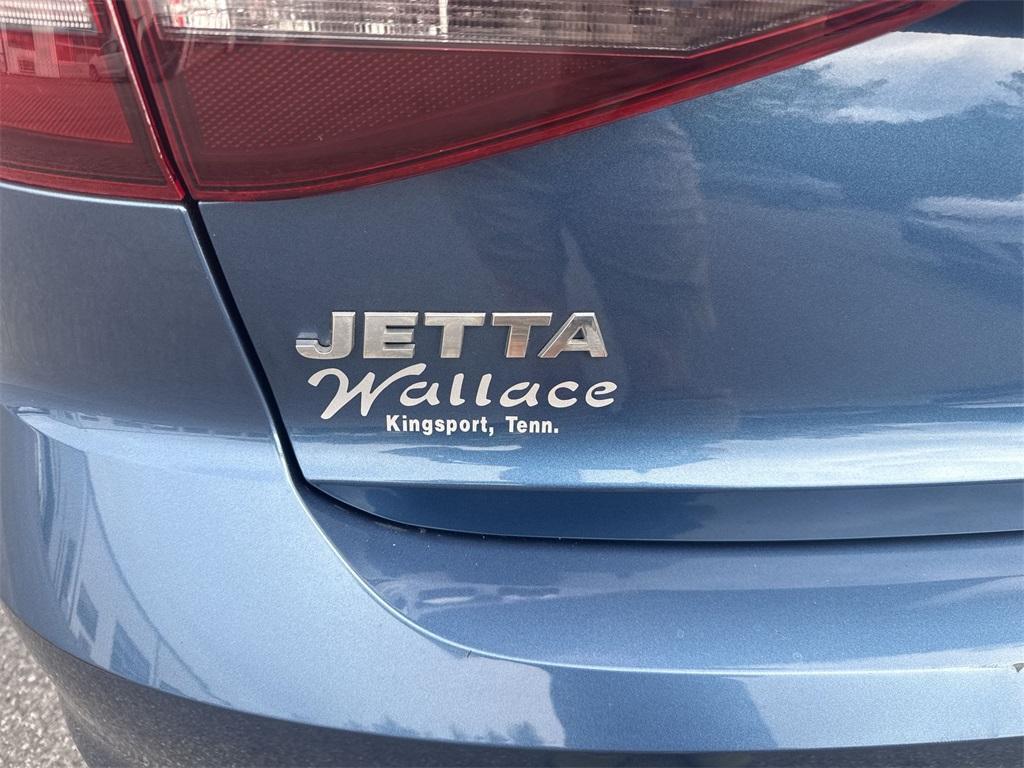 JETTA
Wallace
Kingsport, Tenn.